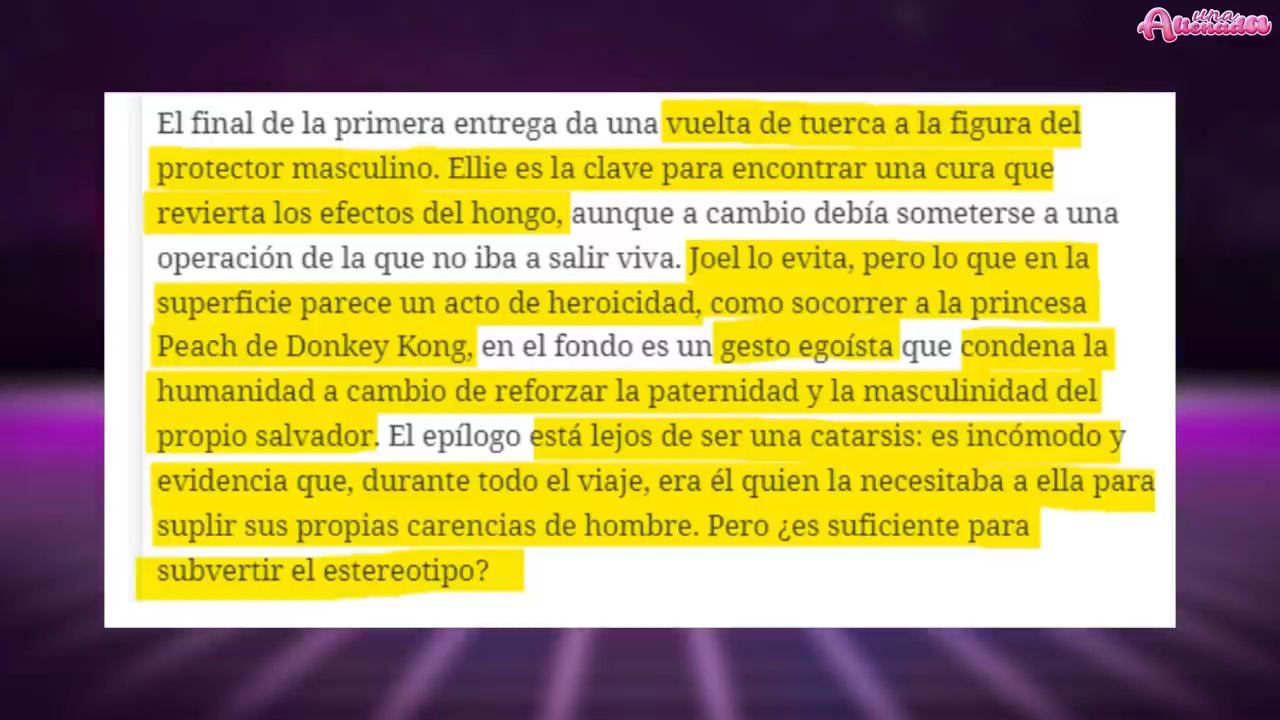 una
Alienada
El final de la primera entrega da una vuelta de tuerca a la figura del
protector masculino. Ellie es la clave para encontrar una cura que
revierta los efectos del hongo, aunque a cambio debía someterse a una
operación de la que no iba a salir viva. Joel lo evita, pero lo que en la
superficie parece un acto de heroicidad, como socorrer a la princesa
Peach de Donkey Kong, en el fondo es un gesto egoísta que condena la
humanidad a cambio de reforzar la paternidad y la masculinidad del
propio salvador. El epílogo está lejos de ser una catarsis: es incómodo y
evidencia que, durante todo el viaje, era él quien la necesitaba a ella para
suplir sus propias carencias de hombre. Pero ¿es suficiente para
subvertir el estereotipo?